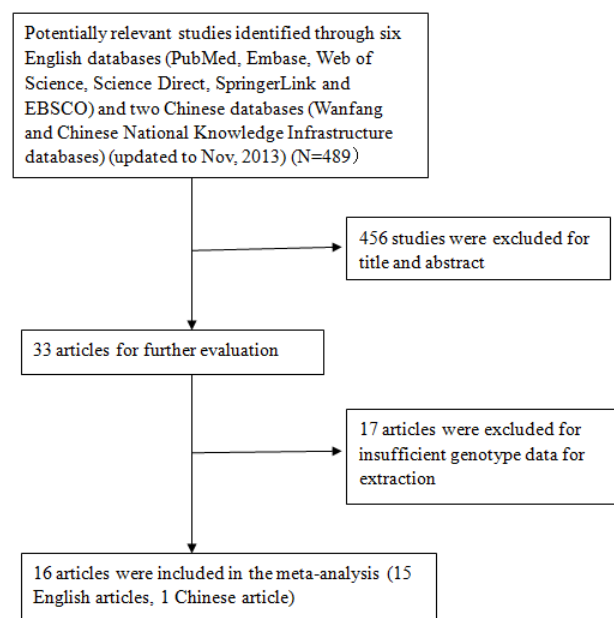 Potentially relevant studies identified through six
English databases (PubMed, Embase, Web of
Science, Science Direct, SpringerLink and
EBSCO) and two Chinese databases (Wanfang
and Chinese National Knowledge Infrastructure
databases) (updated to Nov, 2013) (N=489）
456 studies were excluded for
title and abstract
33 articles for further evaluation
17 articles were excluded for
insufficient genotype data for
extraction
16 articles were included in the meta-analysis (15
English articles, 1 Chinese article)